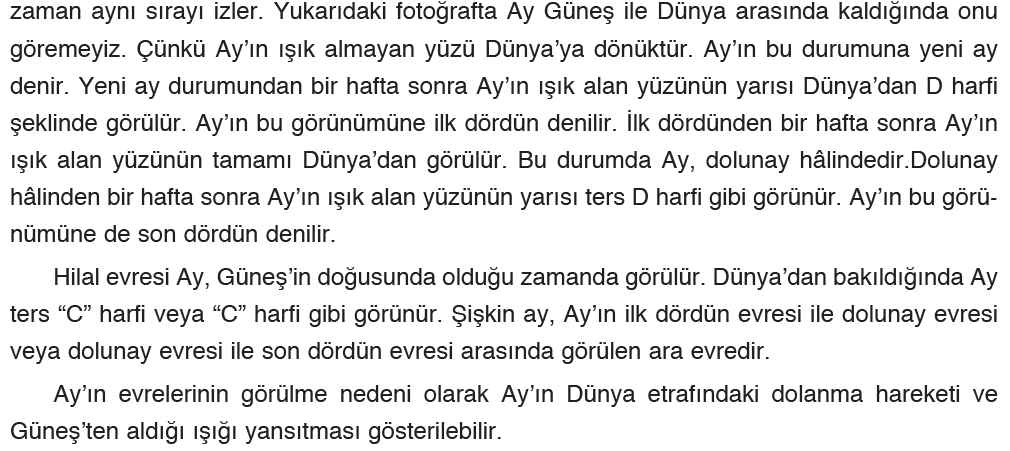 zaman aynı sırayı izler. Yukarıdaki fotoğrafta Ay Güneş ile Dünya arasında kaldığında onu
göremeyiz. Çünkü Ay’ın ışık almayan yüzü Dünya’ya dönüktür. Ay’ın bu durumuna yeni ay
denir. Yeni ay durumundan bir hafta sonra Ay’ın ışık alan yüzünün yarısı Dünya’dan D harfi
şeklinde görülür. Ay’ın bu görünümüne ilk dördün denilir. İlk dördünden bir hafta sonra Ay’ın
ışık alan yüzünün tamamı Dünya’dan görülür. Bu durumda Ay, dolunay hâlindedir.Dolunay
hâlinden bir hafta sonra Ay’ın ışık alan yüzünün yarısı ters D harfi gibi görünür. Ay’ın bu görü-
nümüne de son dördün denilir.
Hilal evresi Ay, Güneş’in doğusunda olduğu zamanda görülür. Dünya’dan bakıldığında Ay
ters “C” harfi veya “C” harfi gibi görünür. Şişkin ay, Ay’ın ilk dördün evresi ile dolunay evresi
veya dolunay evresi ile son dördün evresi arasında görülen ara evredir.
Ay’ın evrelerinin görülme nedeni olarak Ay’ın Dünya etrafındaki dolanma hareketi ve
Güneş’ten aldığı ışığı yansıtması gösterilebilir.